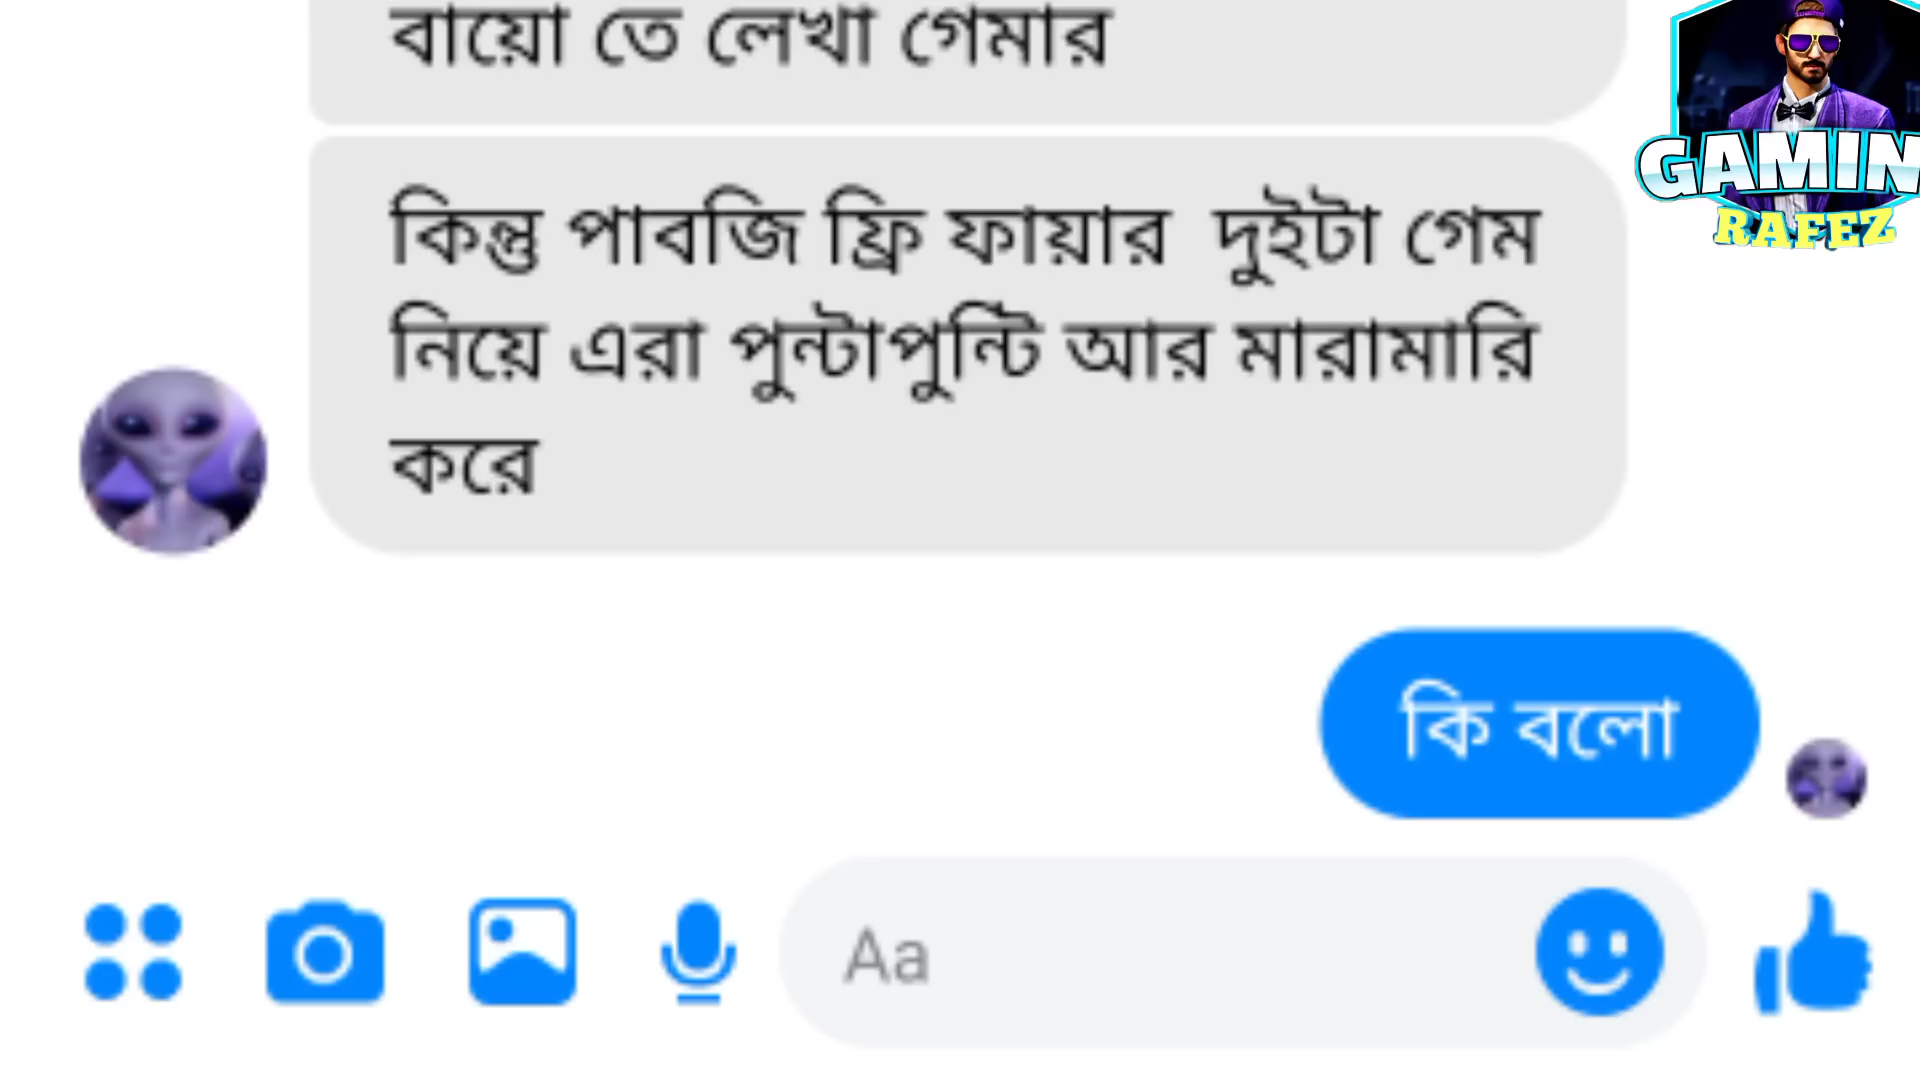 বায়ো তে লেখা গেমার
কিন্তু পাবজি ফ্রি ফায়ার দুইটা গেম
নিয়ে এরা পুন্টাপুন্টি আর মারামারি
করে
কি বলো
Aa
GAMIN
RAFEZ